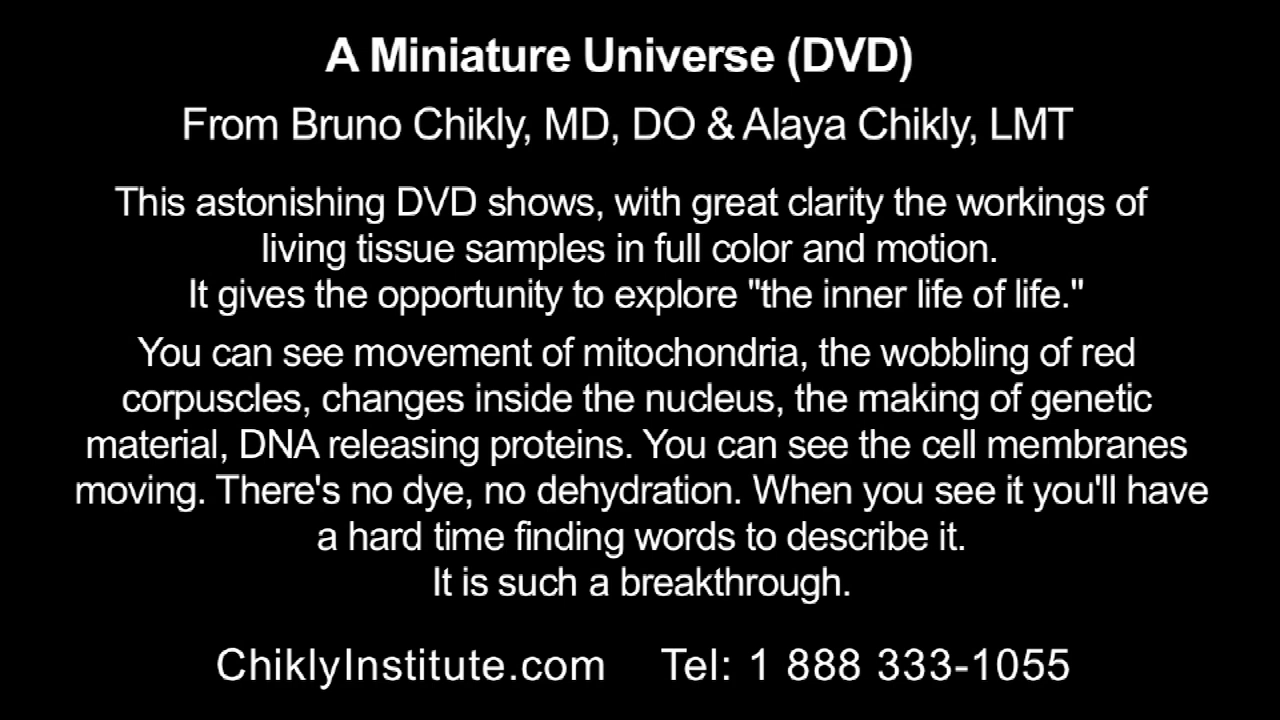 A Miniature Universe (DVD)
From Bruno Chikly, MD, DO & Alaya Chikly, LMT
This astonishing DVD shows, with great clarity the workings of
living tissue samples in full color and motion.
It gives the opportunity to explore "the inner life of life."
You can see movement of mitochondria, the wobbling of red
corpuscles, changes inside the nucleus, the making of genetic
material, DNA releasing proteins. You can see the cell membranes
moving. There's no dye, no dehydration. When you see it you'll have
a hard time finding words to describe it.
It is such a breakthrough.
ChiklyInstitute.com Tel: 1 888 333-1055